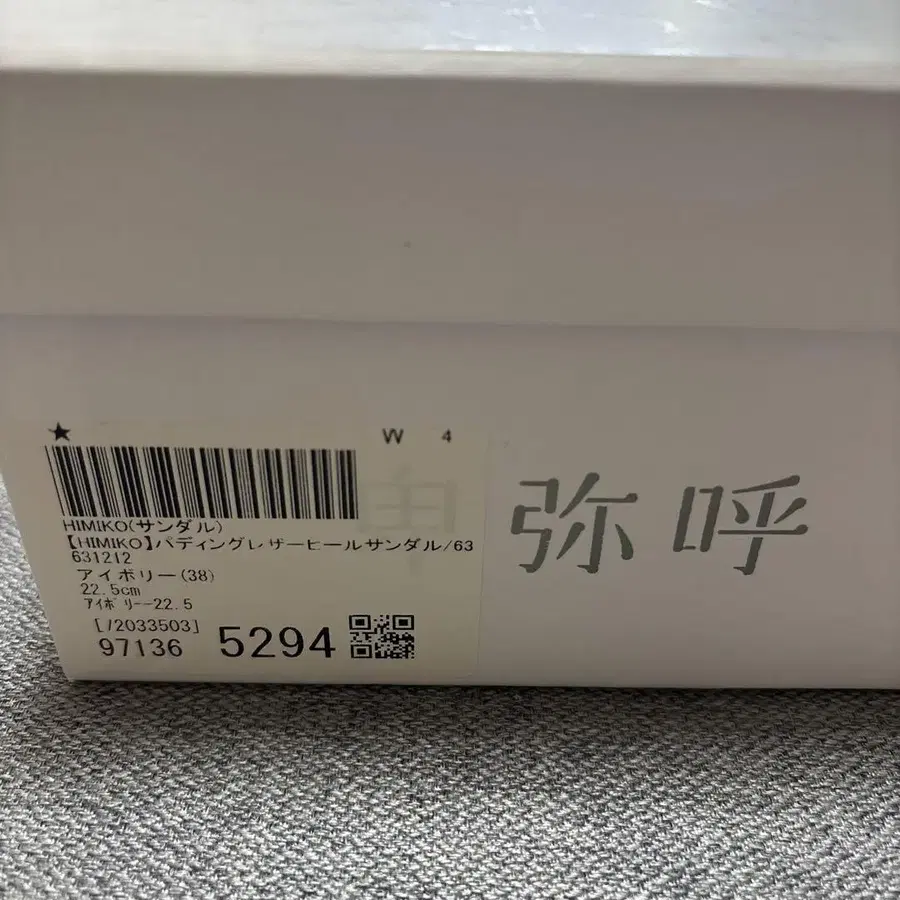 ★ W 4
HIMIKO(サンダル)
【HIMIKO】パディングレザーヒールサンダル/63
631212
アイボリー(38)
22.5cm
ｱｲﾎﾞﾘｰ--22.5
[/2033503]
97136 5294
卑弥呼